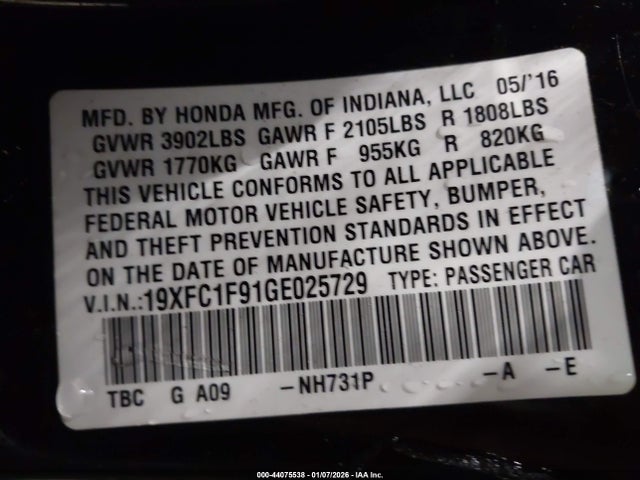 MFD. BY HONDA MFG. OF INDIANA, LLC 05/'16
GVWR 3902LBS GAWR F 2105LBS R 1808LBS
GVWR 1770KG GAWR F 955KG R 820KG
THIS VEHICLE CONFORMS TO ALL APPLICABLE
FEDERAL MOTOR VEHICLE SAFETY, BUMPER,
AND THEFT PREVENTION STANDARDS IN EFFECT
ON THE DATE OF MANUFACTURE SHOWN ABOVE.
V.I.N.:19XFC1F91GE025729 TYPE: PASSENGER CAR
TBC G A09 -NH731P -A -E
000-44075538 - 01/07/2026 - IAA Inc.